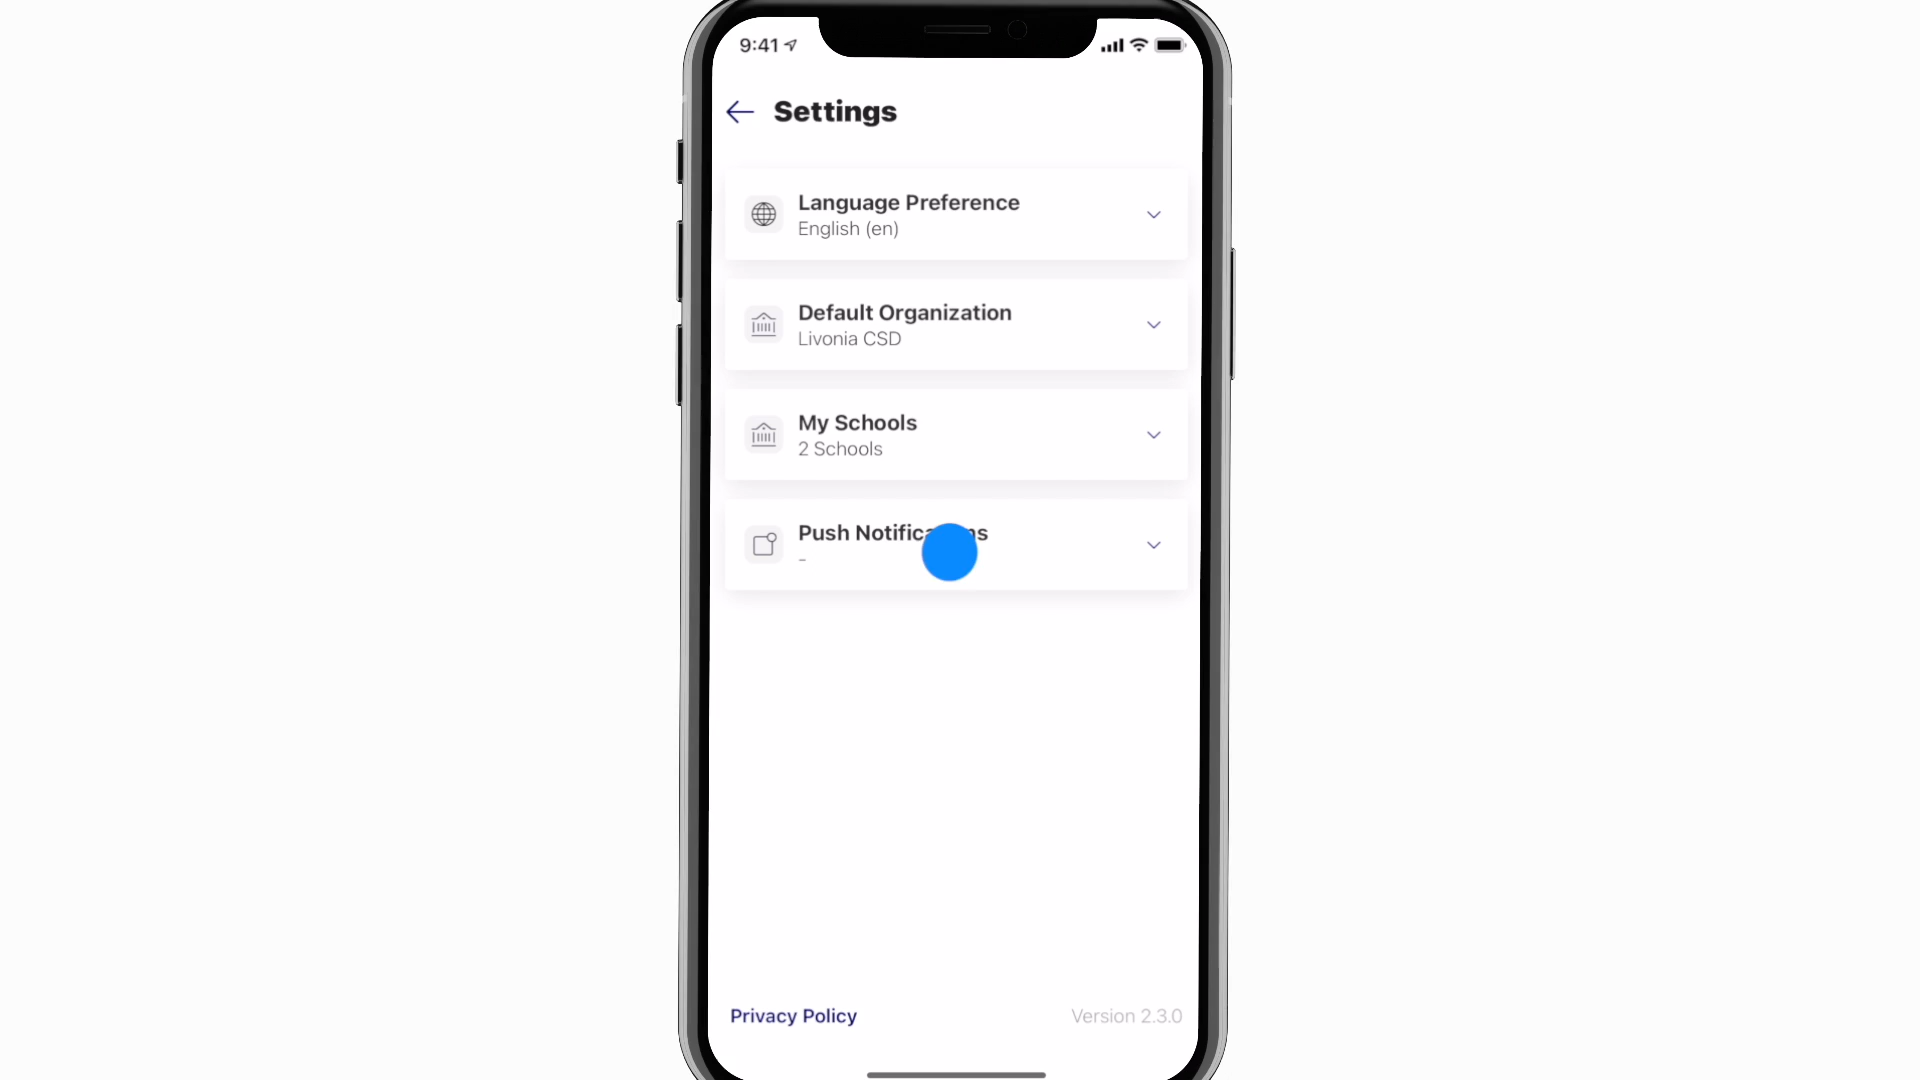 9:41
Settings
Language Preference
English (en)
Default Organization
Livonia CSD
My Schools
2 Schools
Push Notifications
-
Privacy Policy
Version 2.3.0